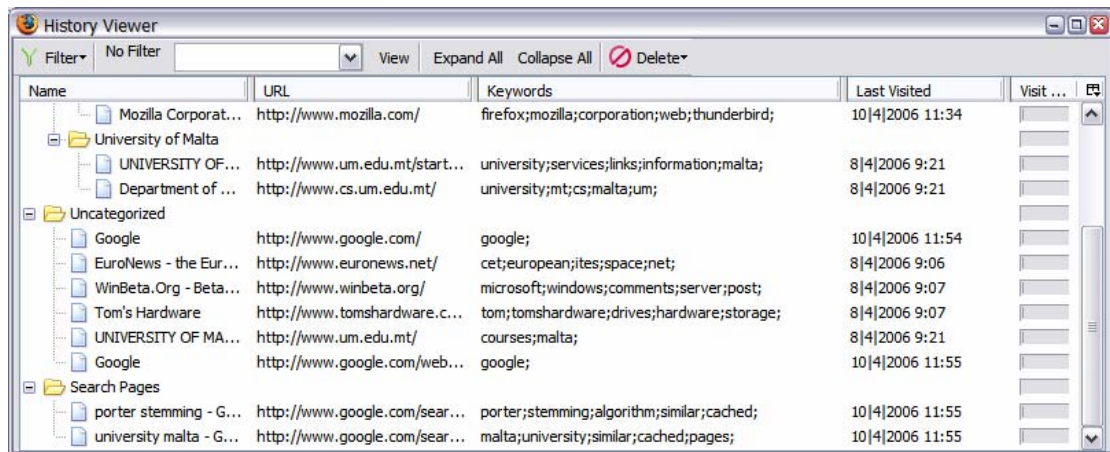 History Viewer
Filter No Filter View Expand All Collapse All Delete
Name URL Keywords Last Visited Visit ...
Mozilla Corporat... http://www.mozilla.com/ firefox;mozilla;corporation;web;thunderbird; 10|4|2006 11:34
University of Malta
UNIVERSITY OF... http://www.um.edu.mt/start... university;services;links;information;malta; 8|4|2006 9:21
Department of ... http://www.cs.um.edu.mt/ university;mt;cs;malta;um; 8|4|2006 9:21
Uncategorized
Google http://www.google.com/ google; 10|4|2006 11:54
EuroNews - the Eur... http://www.euronews.net/ cet;european;ites;space;net; 8|4|2006 9:06
WinBeta.Org - Beta... http://www.winbeta.org/ microsoft;windows;comments;server;post; 8|4|2006 9:07
Tom's Hardware http://www.tomshardware.c... tom;tomshardware;drives;hardware;storage; 8|4|2006 9:07
UNIVERSITY OF MA... http://www.um.edu.mt/ courses;malta; 8|4|2006 9:21
Google http://www.google.com/web... google; 10|4|2006 11:55
Search Pages
porter stemming - G... http://www.google.com/sear... porter;stemming;algorithm;similar;cached; 10|4|2006 11:55
university malta - G... http://www.google.com/sear... malta;university;similar;cached;pages; 10|4|2006 11:55